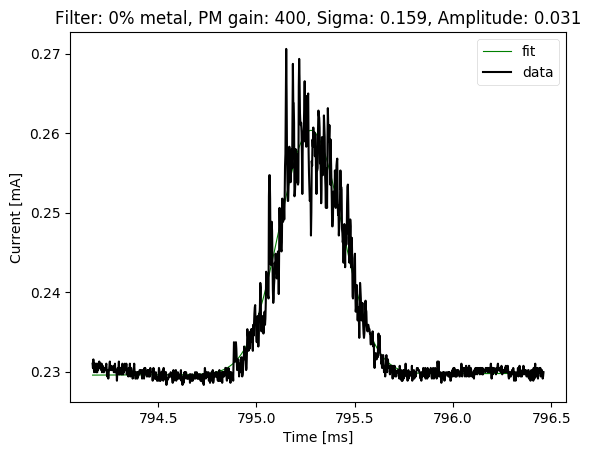 Filter: 0% metal, PM gain: 400, Sigma: 0.159, Amplitude: 0.031
fit
data
0.27
0.26
0.25
0.24
0.23
Current [mA]
794.5
795.0
795.5
796.0
796.5
Time [ms]